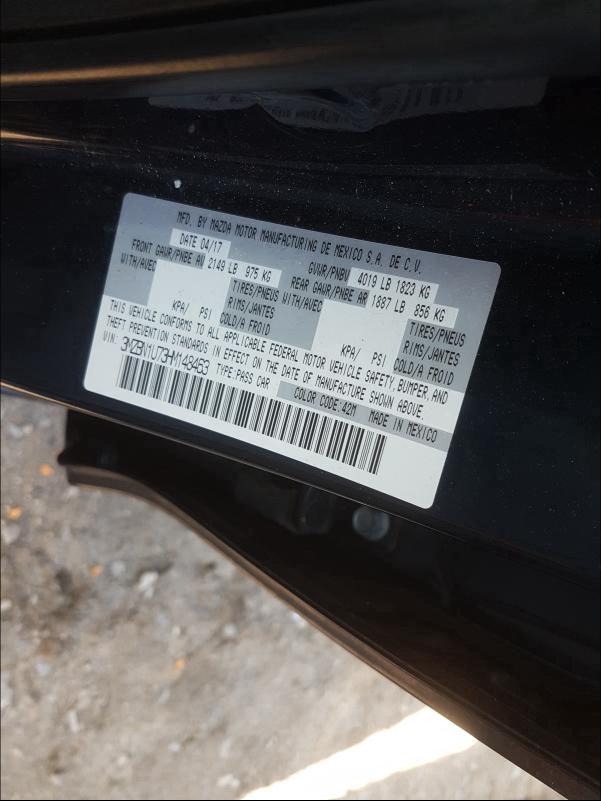 MFD. BY MAZDA MOTOR MANUFACTURING DE MEXICO S.A. DE C.V.
DATE 04/17 GVWR/PNBV 4019 LB 1823 KG
FRONT GAWR/PNBE AV 2149 LB 975 KG REAR GAWR/PNBE AR 1887 LB 856 KG
WITH/AVEC TIRES/PNEUS WITH/AVEC TIRES/PNEUS
RIMS/JANTES RIMS/JANTES
KPA/ PSI COLD/A FROID KPA/ PSI COLD/A FROID
THIS VEHICLE CONFORMS TO ALL APPLICABLE FEDERAL MOTOR VEHICLE SAFETY, BUMPER, AND
THEFT PREVENTION STANDARDS IN EFFECT ON THE DATE OF MANUFACTURE SHOWN ABOVE.
VIN: 3MZBN1U73HM148463 TYPE:PASS CAR
COLOR CODE:42M MADE IN MEXICO